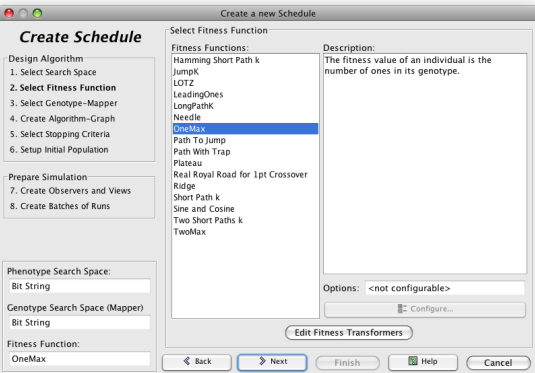 Create a new Schedule
Create Schedule
Design Algorithm
1. Select Search Space
2. Select Fitness Function
3. Select Genotype-Mapper
4. Create Algorithm-Graph
5. Select Stopping Criteria
6. Setup Initial Population
Prepare Simulation
7. Create Observers and Views
8. Create Batches of Runs
Phenotype Search Space:
Bit String
Genotype Search Space (Mapper)
Bit String
Fitness Function:
OneMax
Select Fitness Function
Fitness Functions:
Hamming Short Path k
JumpK
LOTZ
LeadingOnes
LongPathK
Needle
OneMax
Path To Jump
Path With Trap
Plateau
Real Royal Road for 1pt Crossover
Ridge
Short Path k
Sine and Cosine
Two Short Paths k
TwoMax
Description:
The fitness value of an individual is the
number of ones in its genotype.
Options: <not configurable>
Configure...
Edit Fitness Transformers
Back
Next
Finish
Help
Cancel